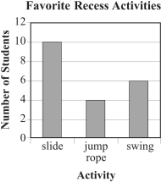 Favorite Recess Activities
Number of Students
12
10
8
6
4
2
0
slide
jump
rope
swing
Activity